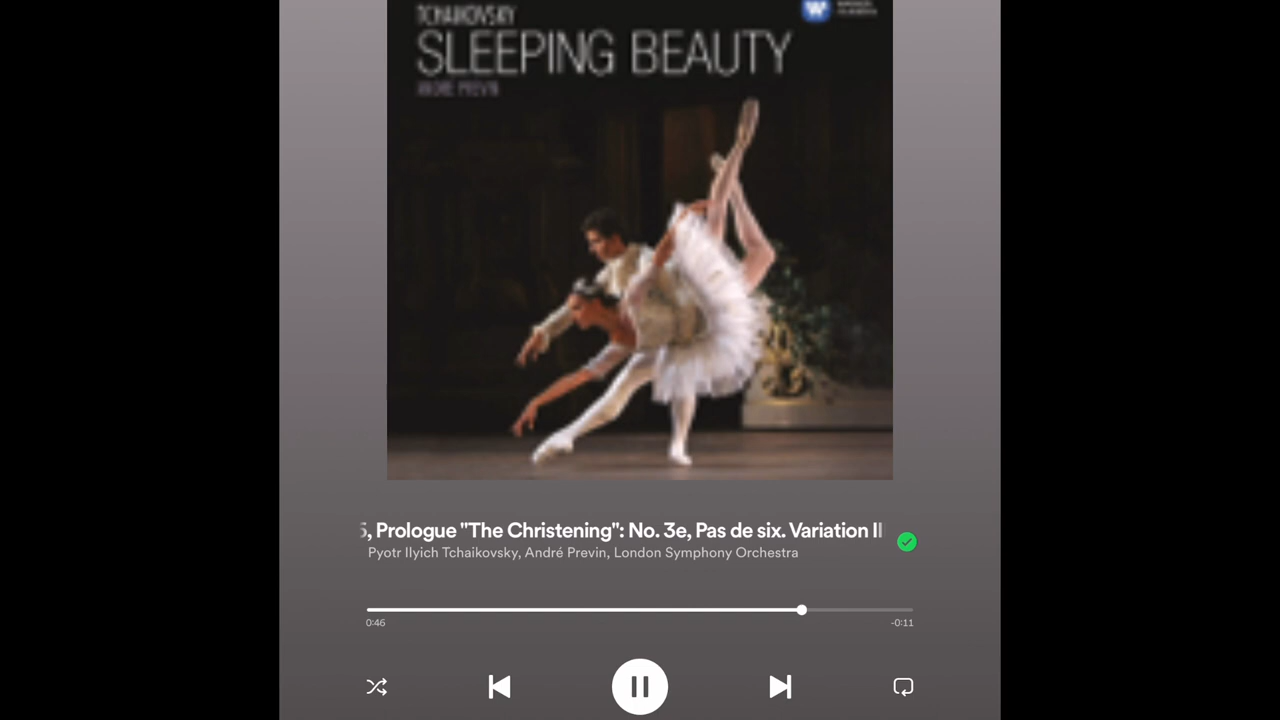 TCHAIKOVSKY
SLEEPING BEAUTY
ANDRÉ PREVIN
, Prologue "The Christening": No. 3e, Pas de six. Variation II
Pyotr Ilyich Tchaikovsky, André Previn, London Symphony Orchestra
0:46
-0:11